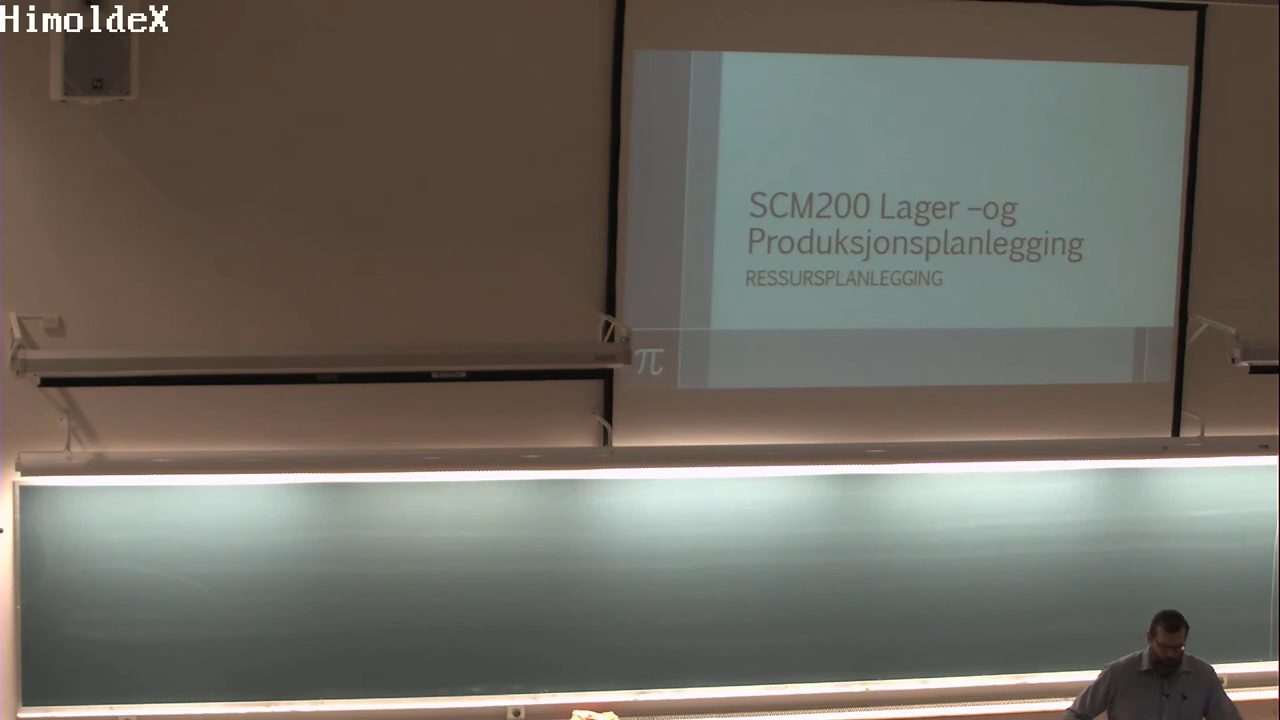 HimoldeX
SCM200 Lager –og
Produksjonsplanlegging
RESSURSPLANLEGGING
π